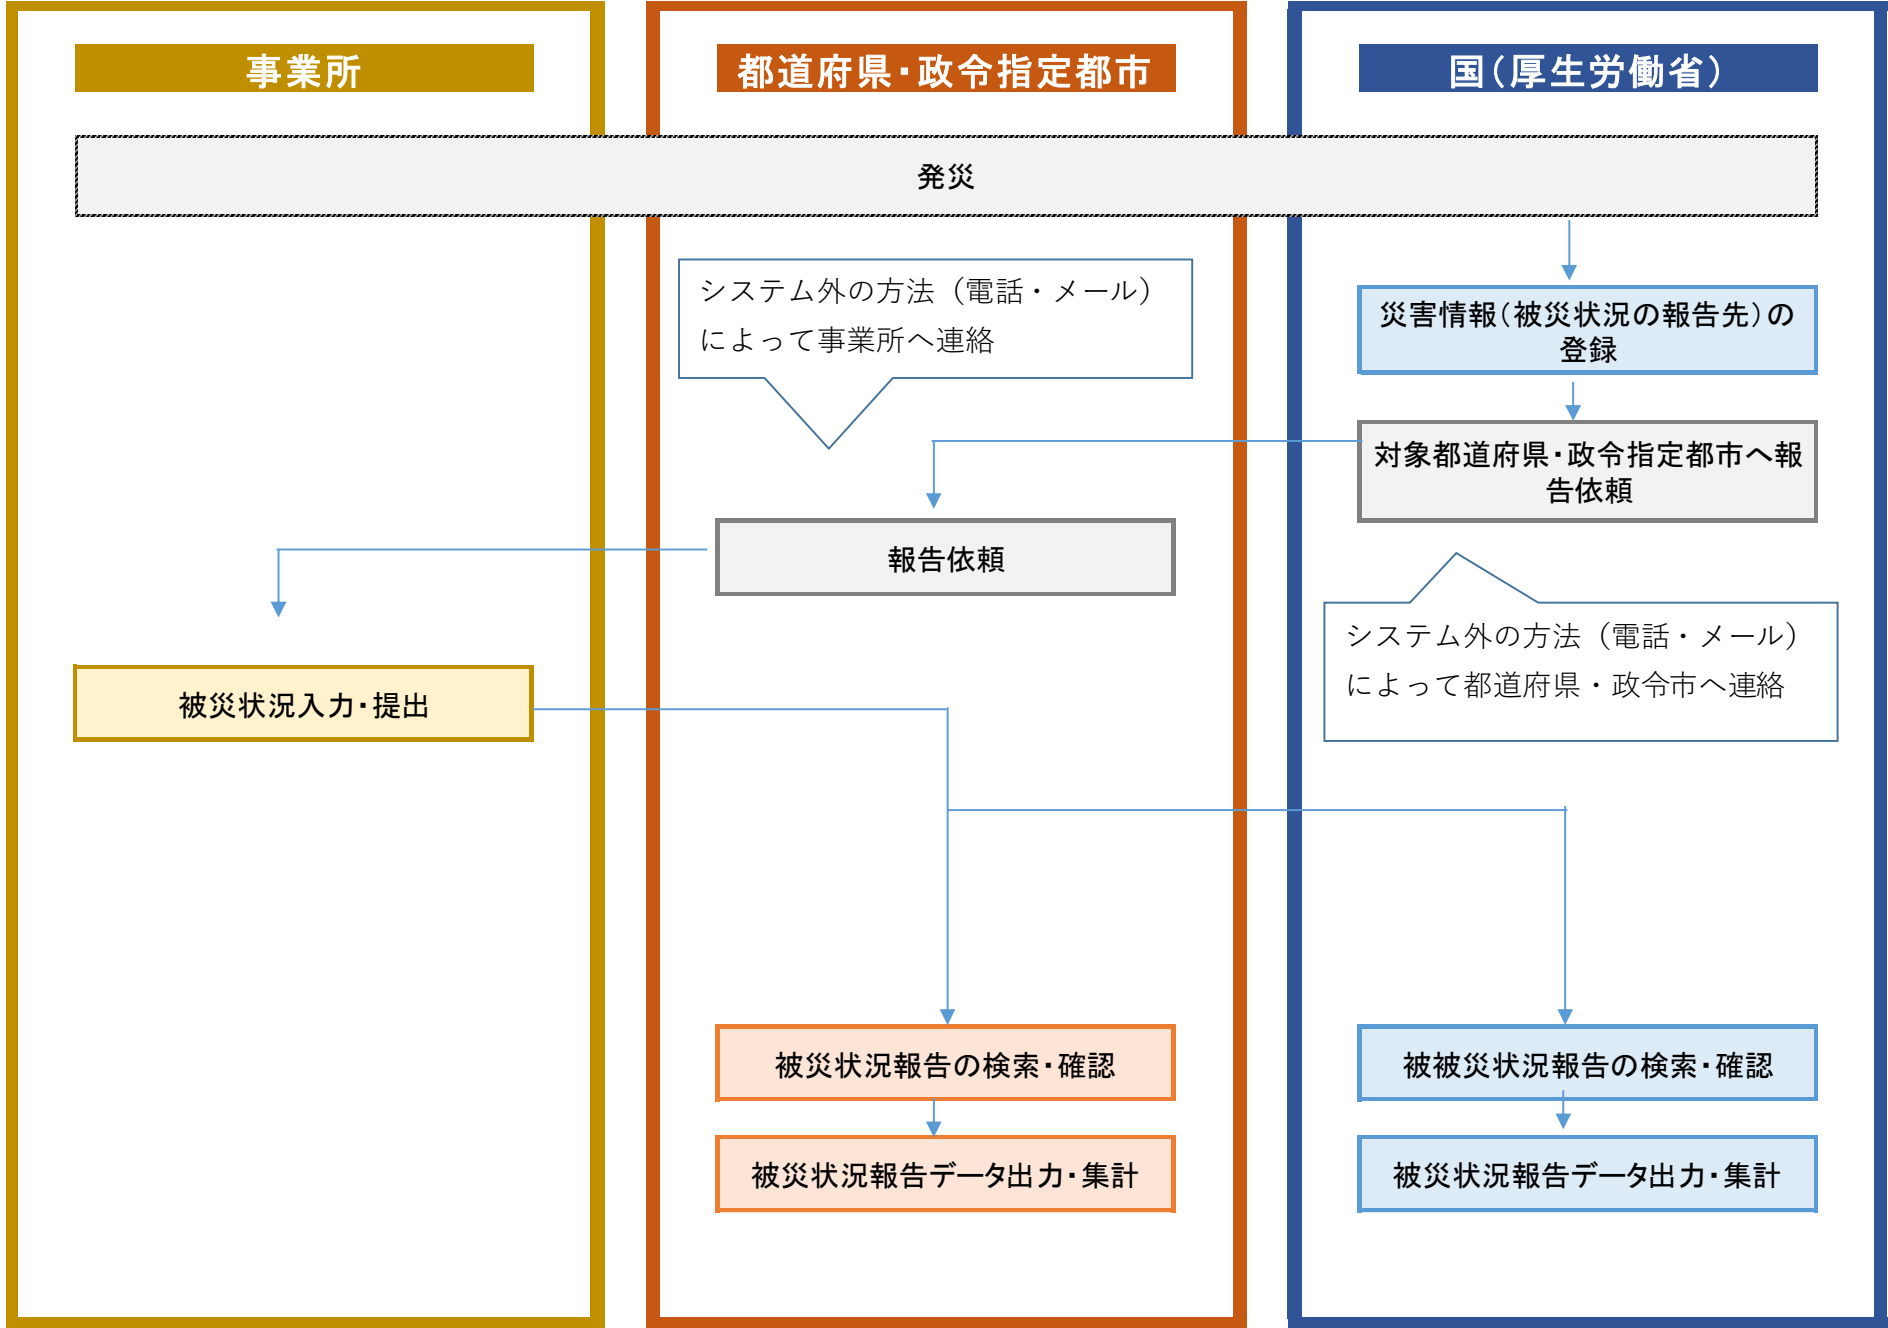 事業所
都道府県・政令指定都市
国（厚生労働省）
発災
システム外の方法（電話・メール）
によって事業所へ連絡
災害情報（被災状況の報告先）の
登録
対象都道府県・政令指定都市へ報
告依頼
報告依頼
システム外の方法（電話・メール）
によって都道府県・政令市へ連絡
被災状況入力・提出
被災状況報告の検索・確認
被被災状況報告の検索・確認
被災状況報告データ出力・集計
被災状況報告データ出力・集計